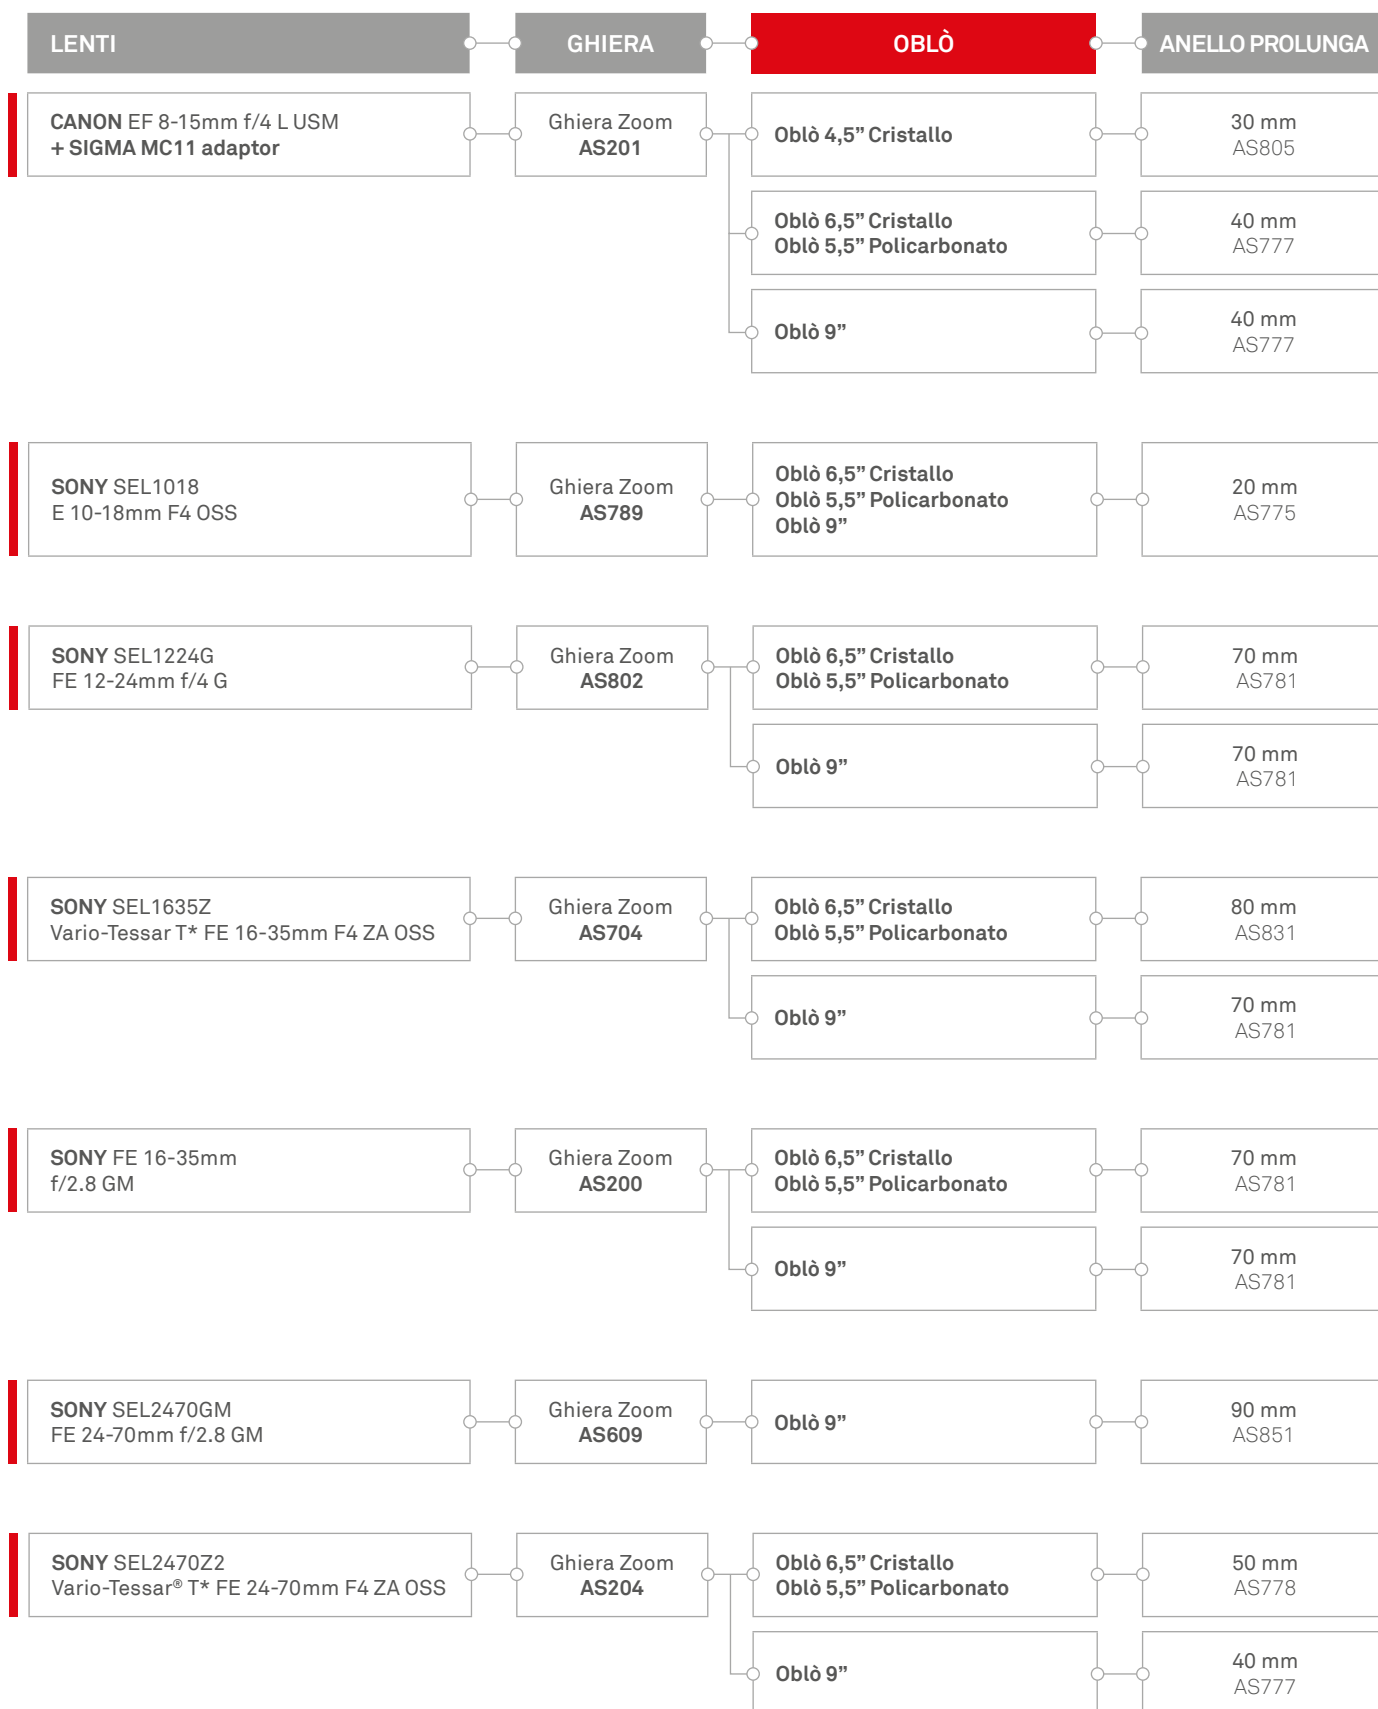 LENTI
GHIERA
OBLÒ
ANELLO PROLUNGA
CANON EF 8-15mm f/4 L USM
+ SIGMA MC11 adaptor
Ghiera Zoom
AS201
Oblò 4,5” Cristallo
30 mm
AS805
Oblò 6,5” Cristallo
Oblò 5,5” Policarbonato
40 mm
AS777
Oblò 9”
40 mm
AS777
SONY SEL1018
E 10-18mm F4 OSS
Ghiera Zoom
AS789
Oblò 6,5” Cristallo
Oblò 5,5” Policarbonato
Oblò 9”
20 mm
AS775
SONY SEL1224G
FE 12-24mm f/4 G
Ghiera Zoom
AS802
Oblò 6,5” Cristallo
Oblò 5,5” Policarbonato
70 mm
AS781
Oblò 9”
70 mm
AS781
SONY SEL1635Z
Vario-Tessar T* FE 16-35mm F4 ZA OSS
Ghiera Zoom
AS704
Oblò 6,5” Cristallo
Oblò 5,5” Policarbonato
80 mm
AS831
Oblò 9”
70 mm
AS781
SONY FE 16-35mm
f/2.8 GM
Ghiera Zoom
AS200
Oblò 6,5” Cristallo
Oblò 5,5” Policarbonato
70 mm
AS781
Oblò 9”
70 mm
AS781
SONY SEL2470GM
FE 24-70mm f/2.8 GM
Ghiera Zoom
AS609
Oblò 9”
90 mm
AS851
SONY SEL2470Z2
Vario-Tessar® T* FE 24-70mm F4 ZA OSS
Ghiera Zoom
AS204
Oblò 6,5” Cristallo
Oblò 5,5” Policarbonato
50 mm
AS778
Oblò 9”
40 mm
AS777